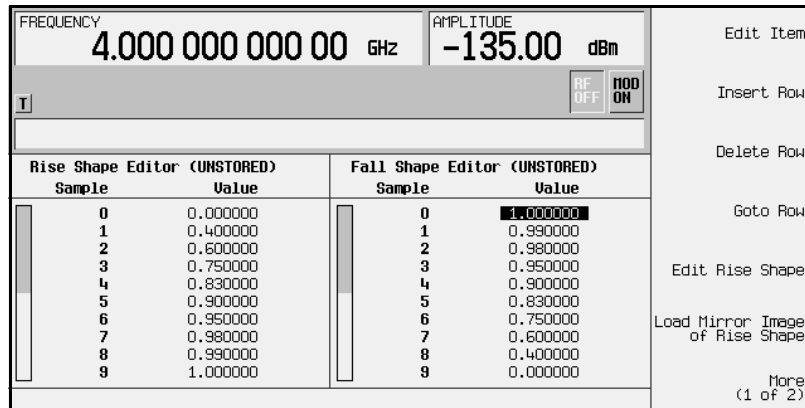 FREQUENCY
4.000 000 000 00 GHz
AMPLITUDE
-135.00 dBm
RF OFF
MOD ON
T
Rise Shape Editor (UNSTORED)
Sample Value
0 0.000000
1 0.400000
2 0.600000
3 0.750000
4 0.830000
5 0.900000
6 0.950000
7 0.980000
8 0.990000
9 1.000000
Fall Shape Editor (UNSTORED)
Sample Value
0 1.000000
1 0.990000
2 0.980000
3 0.950000
4 0.900000
5 0.830000
6 0.750000
7 0.600000
8 0.400000
9 0.000000
Edit Item
Insert Row
Delete Row
Goto Row
Edit Rise Shape
Load Mirror Image
of Rise Shape
More
(1 of 2)